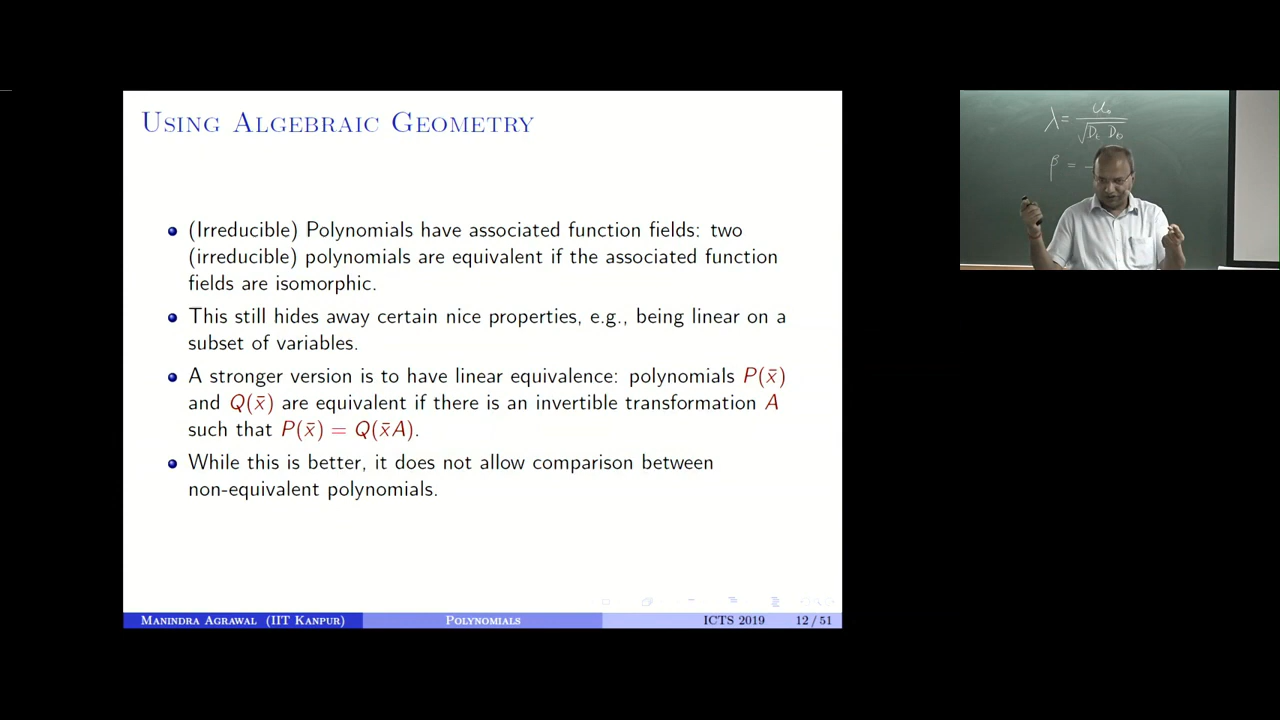 USING ALGEBRAIC GEOMETRY
(Irreducible) Polynomials have associated function fields: two
(irreducible) polynomials are equivalent if the associated function
fields are isomorphic.
This still hides away certain nice properties, e.g., being linear on a
subset of variables.
A stronger version is to have linear equivalence: polynomials P(x̄)
and Q(x̄) are equivalent if there is an invertible transformation A
such that P(x̄) = Q(x̄A).
While this is better, it does not allow comparison between
non-equivalent polynomials.
MANINDRA AGRAWAL (IIT KANPUR) POLYNOMIALS ICTS 2019 12 / 51
λ =
β = -